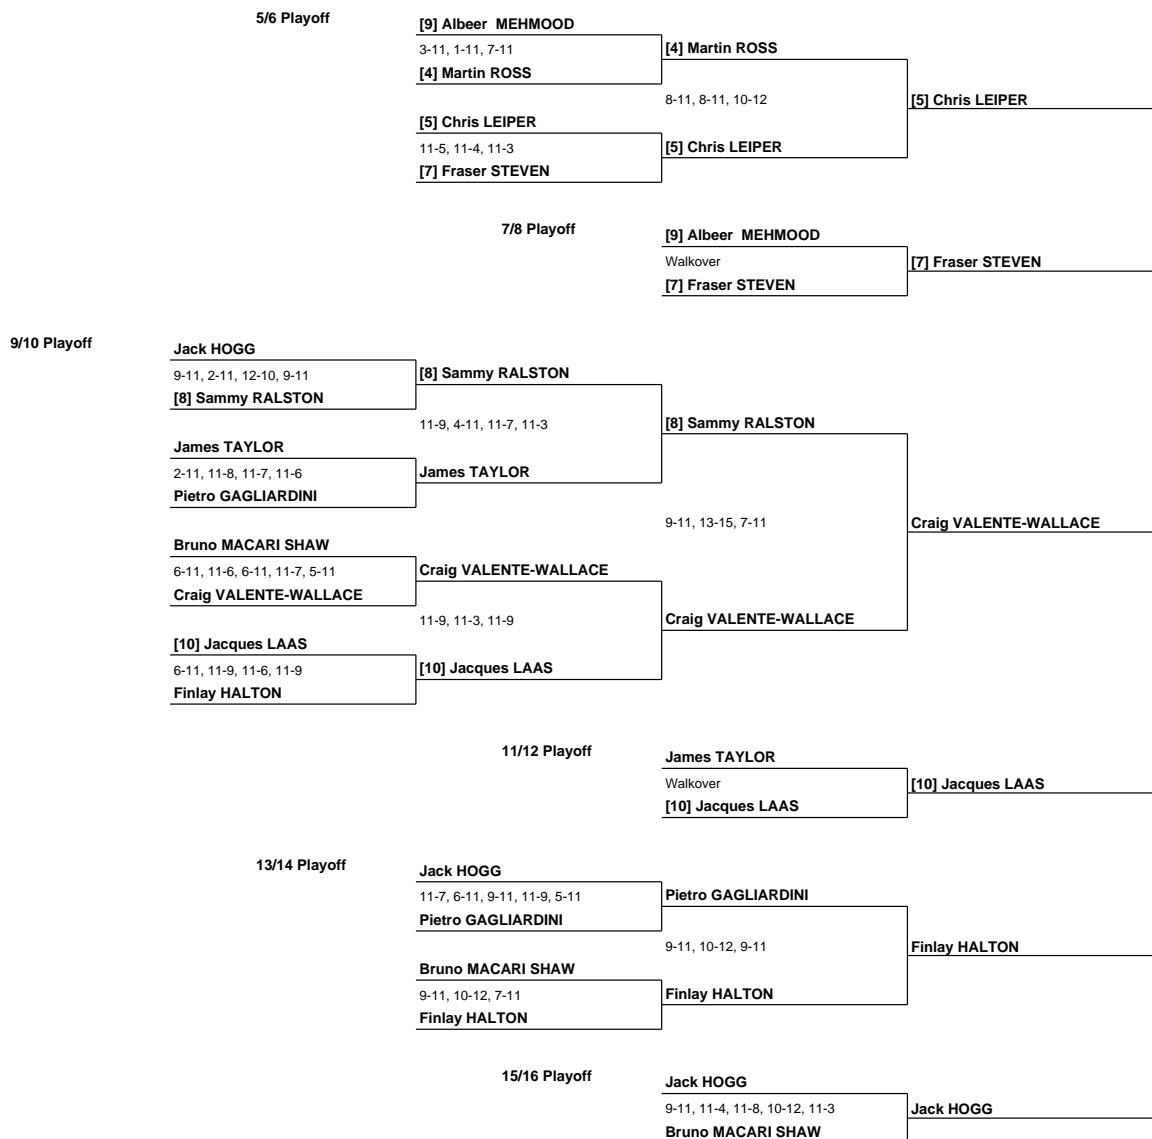 5/6 Playoff
[9] Albeer  MEHMOOD
3-11, 1-11, 7-11
[4] Martin ROSS
[4] Martin ROSS
8-11, 8-11, 10-12
[5] Chris LEIPER
[5] Chris LEIPER
11-5, 11-4, 11-3
[5] Chris LEIPER
[7] Fraser STEVEN
7/8 Playoff
[9] Albeer  MEHMOOD
Walkover
[7] Fraser STEVEN
[7] Fraser STEVEN
9/10 Playoff
Jack HOGG
9-11, 2-11, 12-10, 9-11
[8] Sammy RALSTON
[8] Sammy RALSTON
11-9, 4-11, 11-7, 11-3
[8] Sammy RALSTON
James TAYLOR
2-11, 11-8, 11-7, 11-6
James TAYLOR
Pietro GAGLIARDINI
9-11, 13-15, 7-11
Craig VALENTE-WALLACE
Bruno MACARI SHAW
6-11, 11-6, 6-11, 11-7, 5-11
Craig VALENTE-WALLACE
Craig VALENTE-WALLACE
11-9, 11-3, 11-9
Craig VALENTE-WALLACE
[10] Jacques LAAS
6-11, 11-9, 11-6, 11-9
[10] Jacques LAAS
Finlay HALTON
11/12 Playoff
James TAYLOR
Walkover
[10] Jacques LAAS
[10] Jacques LAAS
13/14 Playoff
Jack HOGG
11-7, 6-11, 9-11, 11-9, 5-11
Pietro GAGLIARDINI
Pietro GAGLIARDINI
9-11, 10-12, 9-11
Finlay HALTON
Bruno MACARI SHAW
9-11, 10-12, 7-11
Finlay HALTON
Finlay HALTON
15/16 Playoff
Jack HOGG
9-11, 11-4, 11-8, 10-12, 11-3
Jack HOGG
Bruno MACARI SHAW